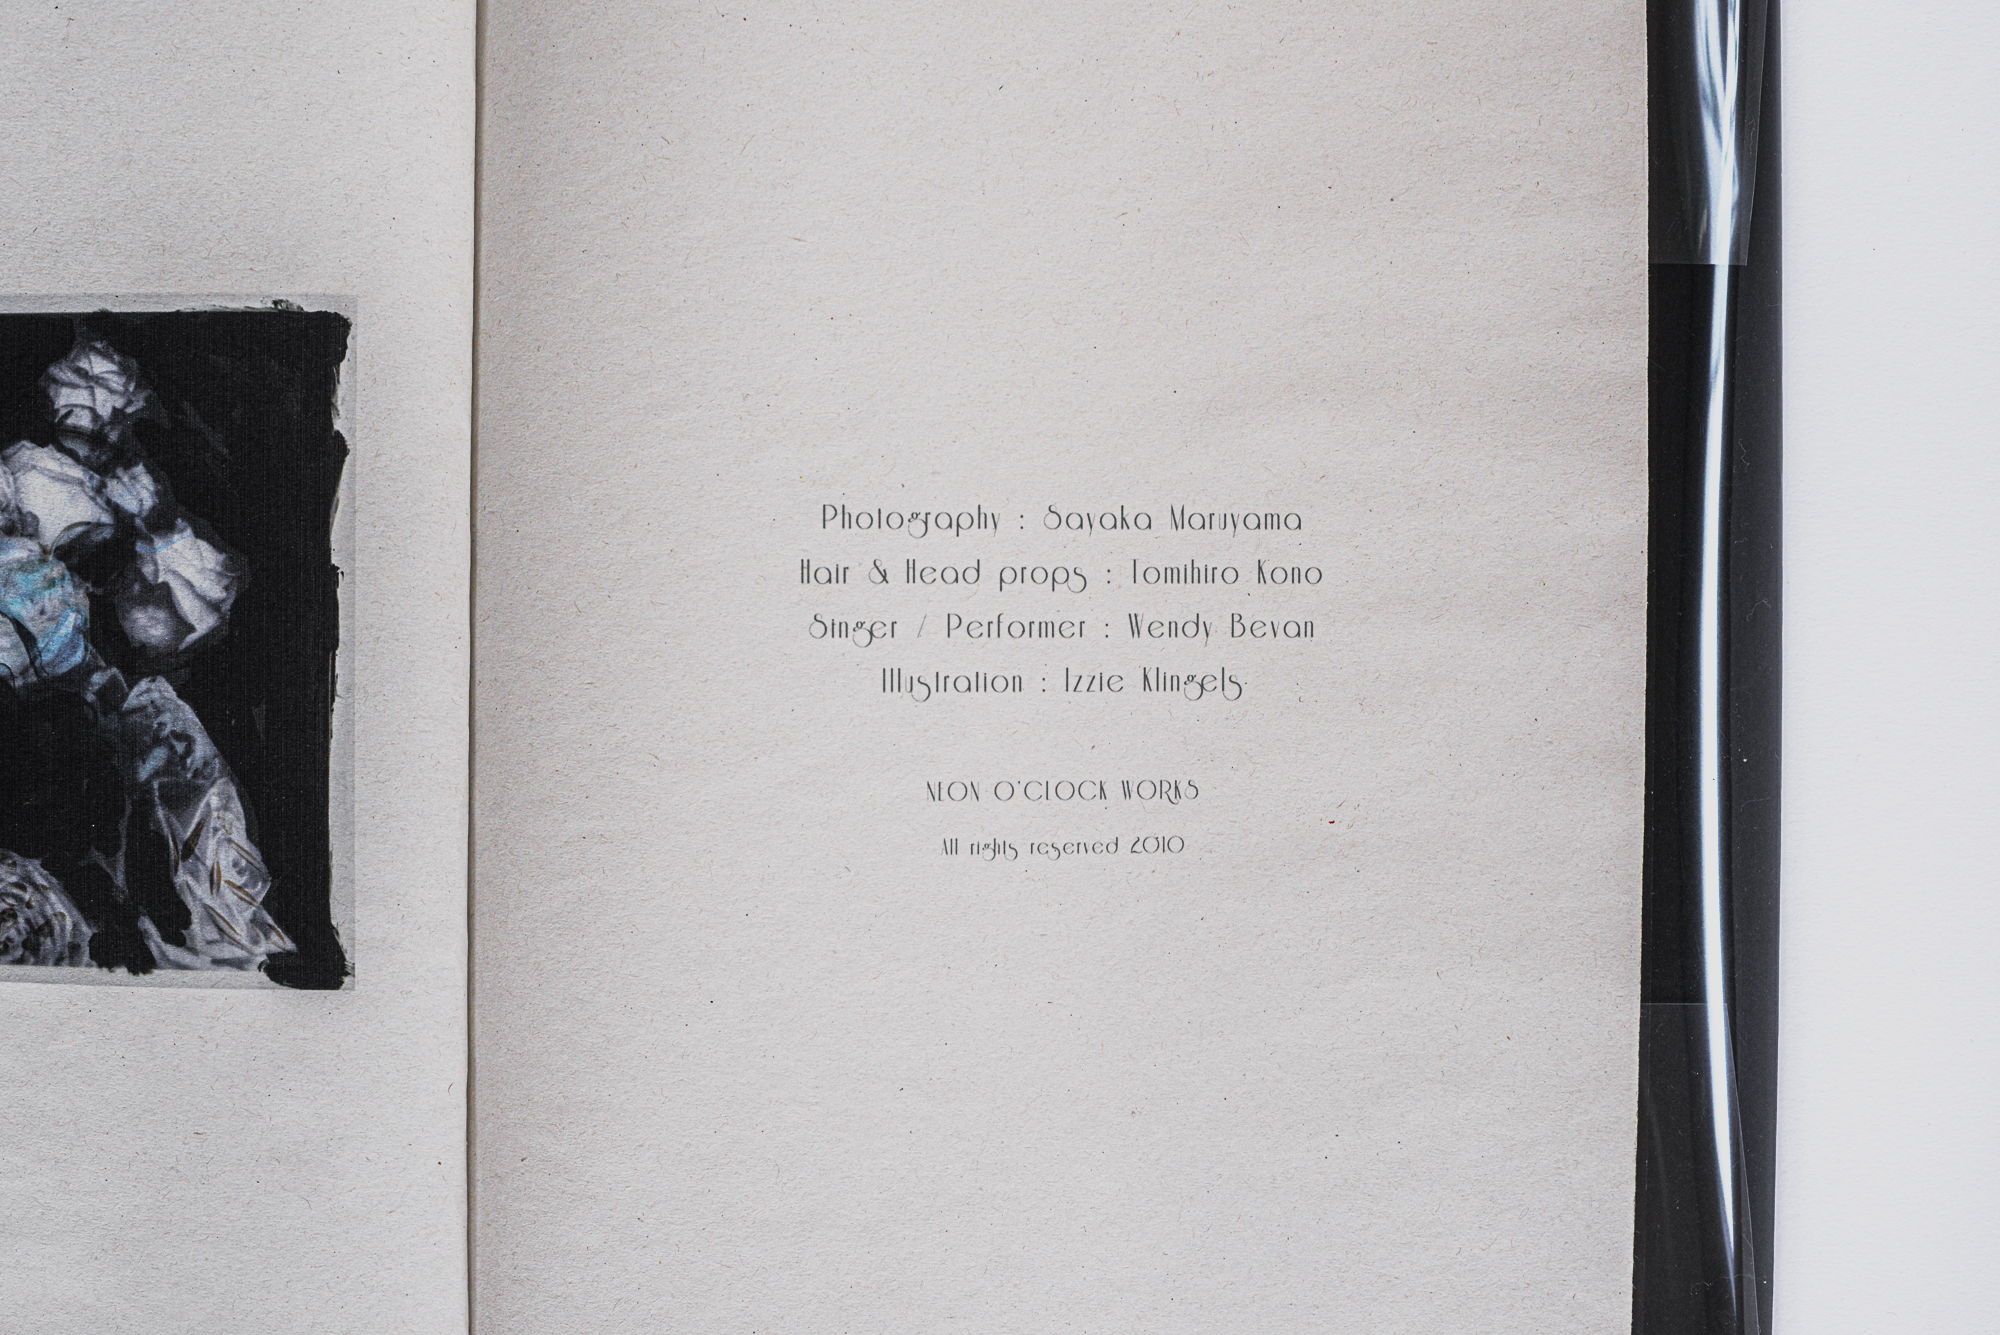 Photography : Sayaka Maruyama
Hair & Head props : Tomihiro Kono
Singer / Performer : Wendy Bevan
Illustration : Izzie Klingels
NEON O'CLOCK WORKS
All rights reserved 2010